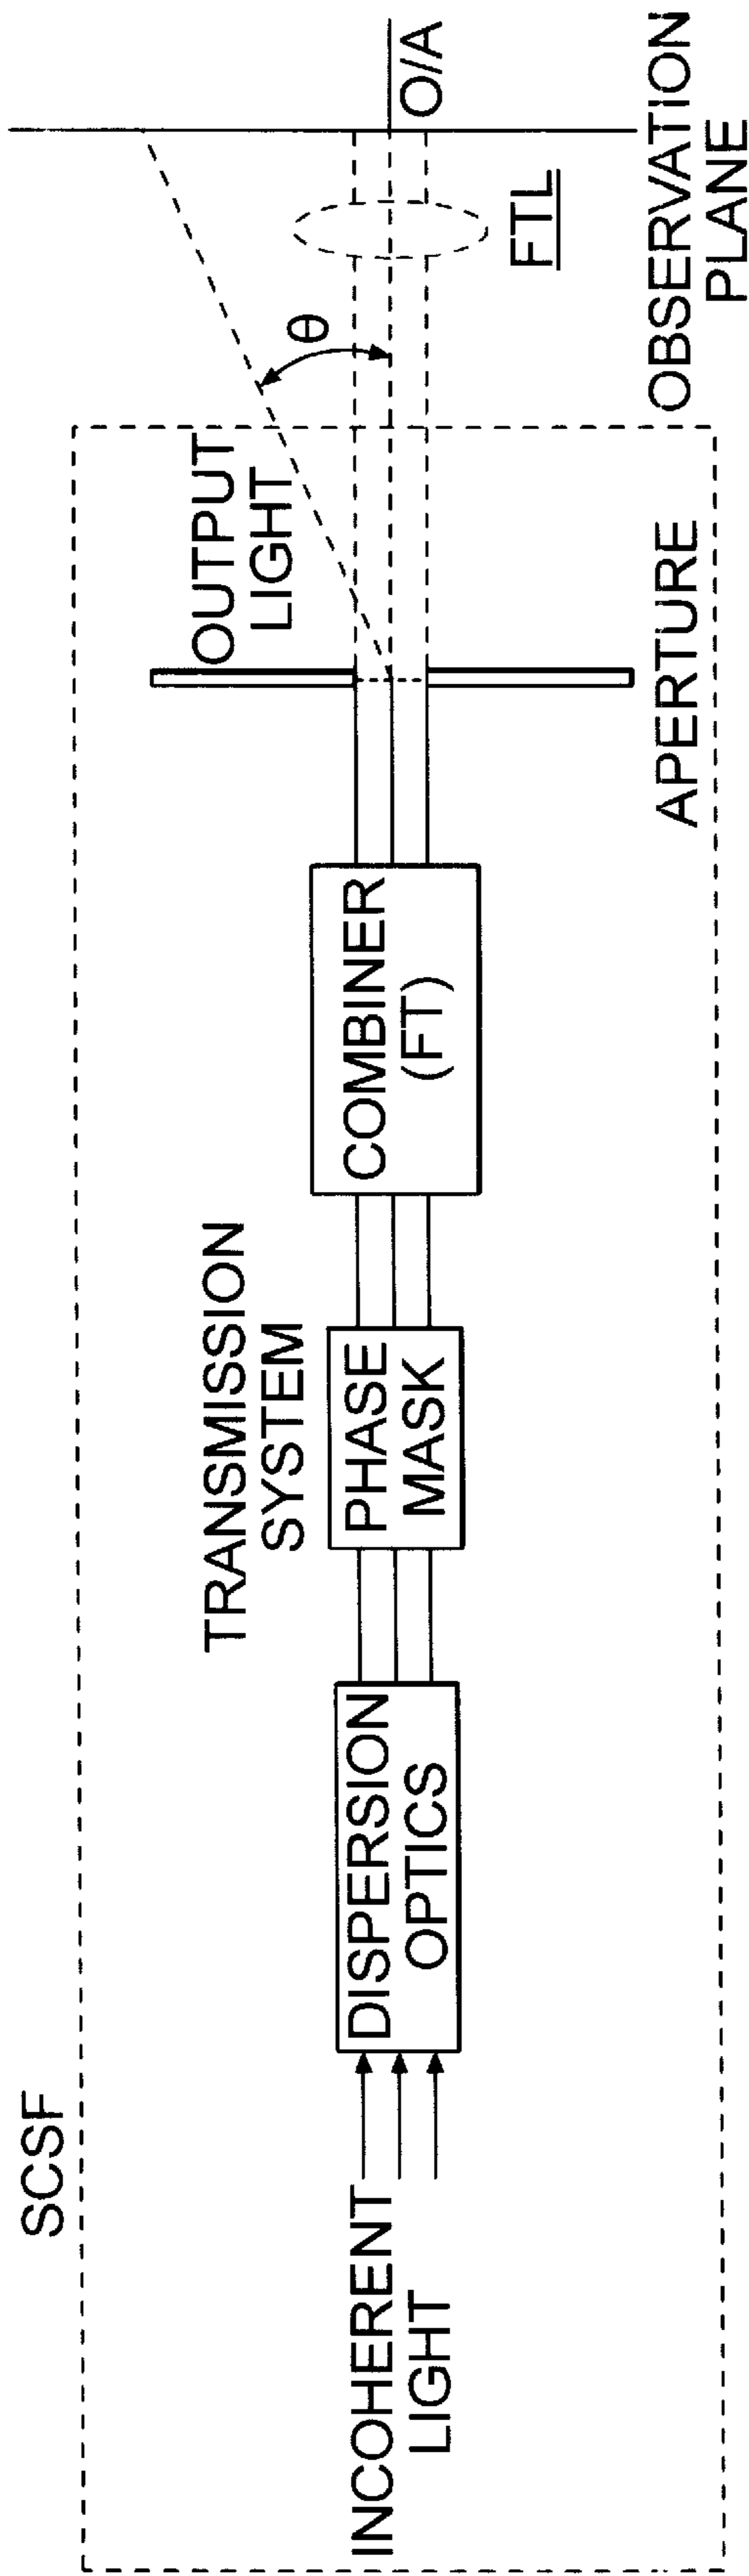 SCSF
INCOHERENT
LIGHT
DISPERSION
OPTICS
TRANSMISSION
SYSTEM
PHASE
MASK
COMBINER
(FT)
APERTURE
OUTPUT
LIGHT
θ
FTL
O/A
OBSERVATION
PLANE